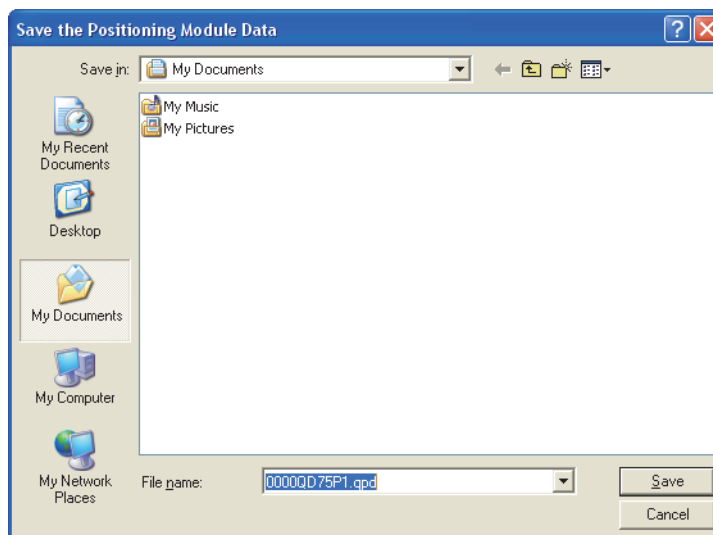 Save the Positioning Module Data
Save in:
My Documents
My Music
My Pictures
My Recent
Documents
Desktop
My Documents
My Computer
My Network
Places
File name:
0000QD75P1.qpd
Save
Cancel